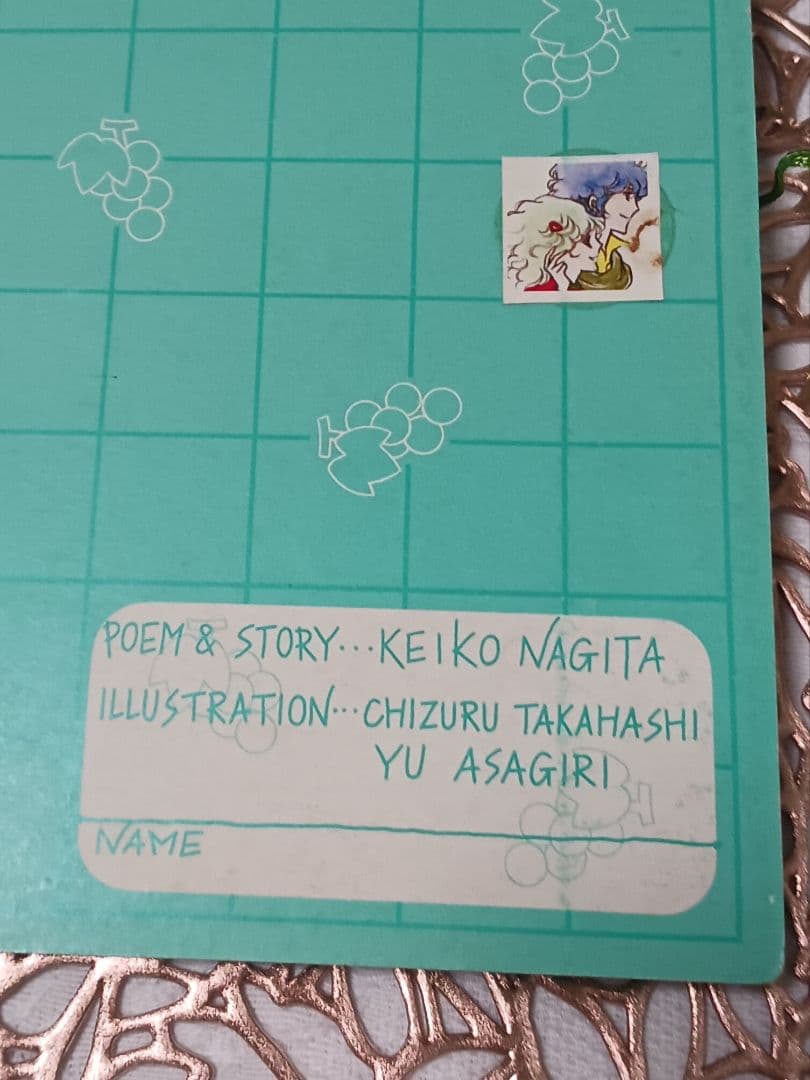 POEM & STORY...KEIKO NAGITA
ILLUSTRATION...CHIZURU TAKAHASHI
YU ASAGIRI
NAME